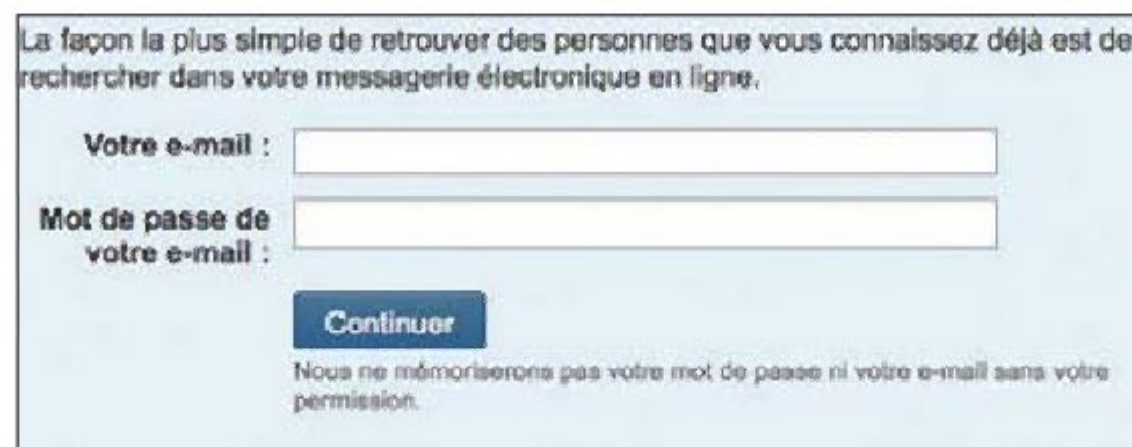 La façon la plus simple de retrouver des personnes que vous connaissez déjà est de
rechercher dans votre messagerie électronique en ligne.
Votre e-mail :
Mot de passe de
votre e-mail :
Continuer
Nous ne mémoriserons pas votre mot de passe ni votre e-mail sans votre
permission.